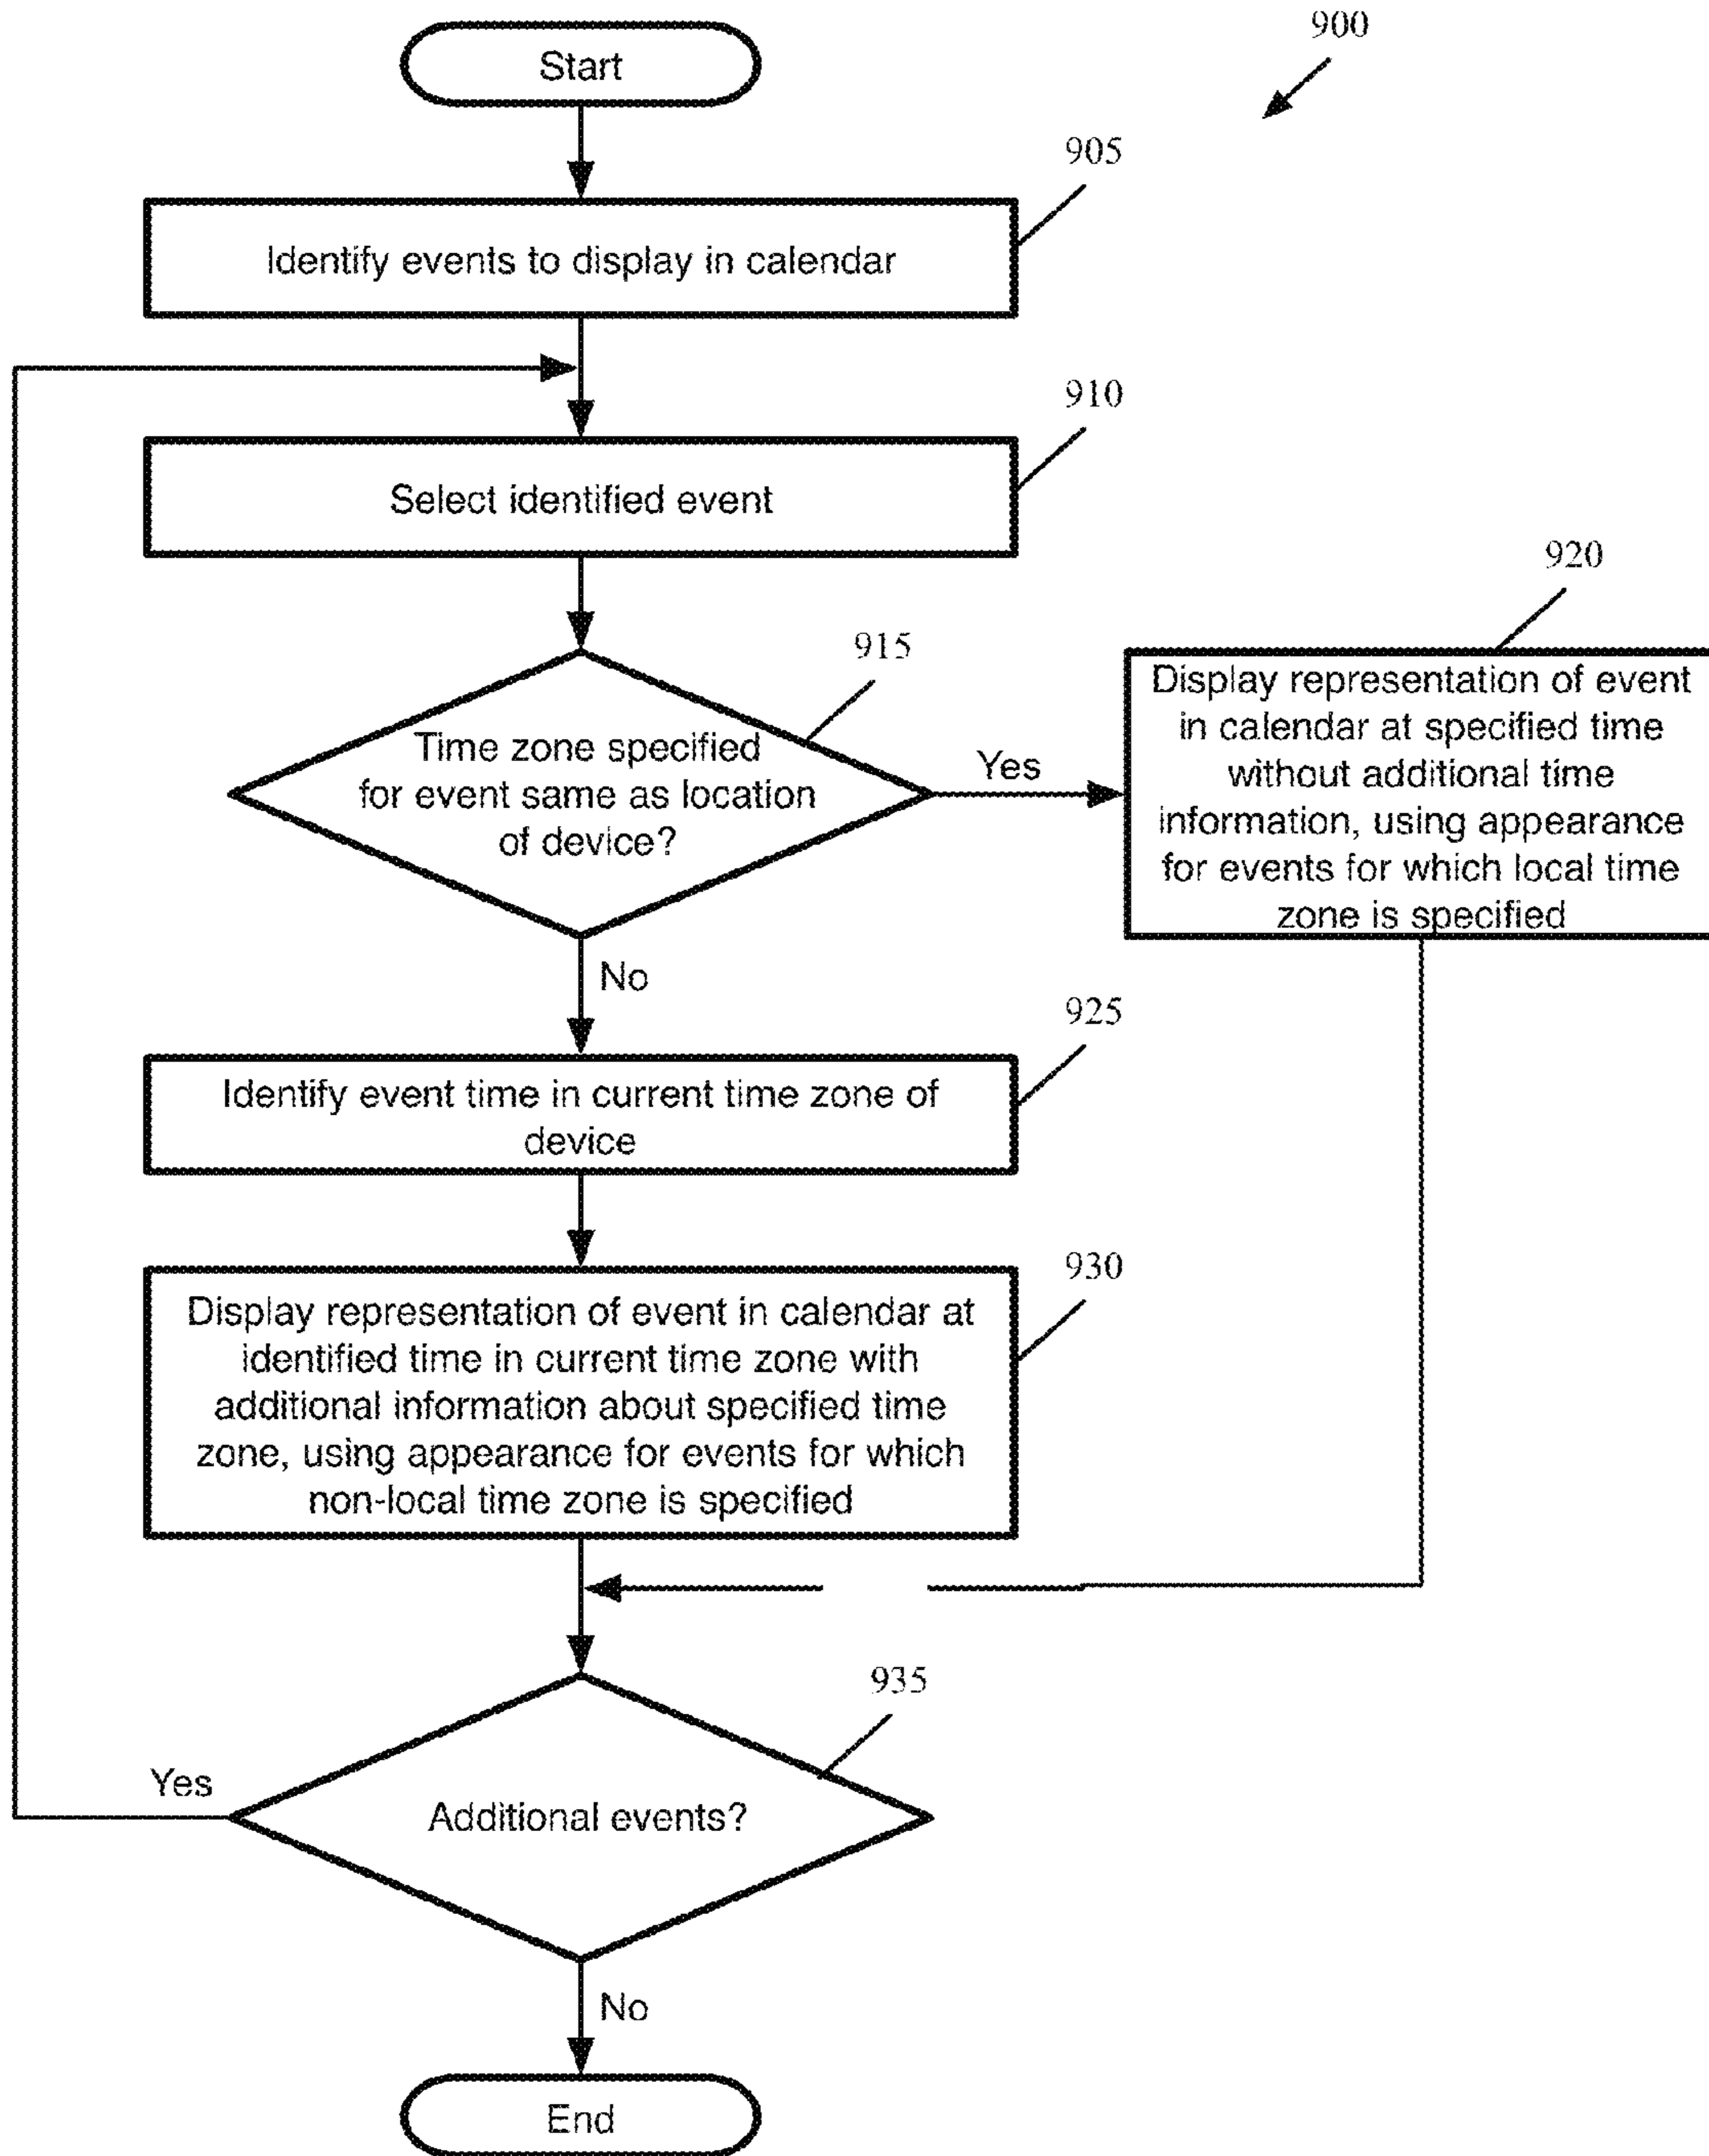 900
Start
905
Identify events to display in calendar
910
Select identified event
915
Time zone specified
for event same as location
of device?
Yes
920
Display representation of event
in calendar at specified time
without additional time
information, using appearance
for events for which local time
zone is specified
No
925
Identify event time in current time zone of
device
930
Display representation of event in calendar at
identified time in current time zone with
additional information about specified time
zone, using appearance for events for which
non-local time zone is specified
935
Additional events?
Yes
No
End